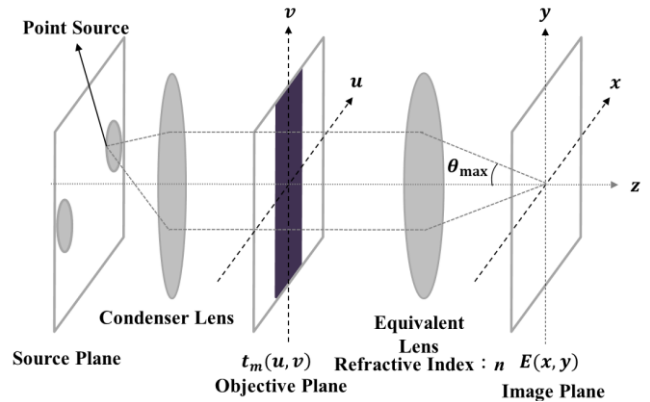 Point Source
v
u
y
x
θmax
z
Condenser Lens
Source Plane
tm(u, v)
Objective Plane
Equivalent
Lens
Refractive Index : n
E(x, y)
Image Plane